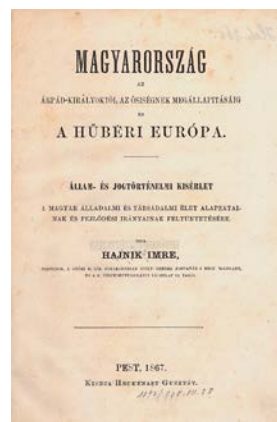 MAGYARORSZÁG
AZ
ÁRPÁD-KIRÁLYOKTÓL AZ ŐSISÉGNEK MEGÁLLAPITÁSÁIG
ÉS
A HŰBÉRI EURÓPA.
ÁLLAM- ÉS JOGTÖRTÉNELMI KISÉRLET
A MAGYAR ÁLLADALMI ÉS TÁRSADALMI ÉLET ALAPZATAI-
NAK ÉS FEJLŐDÉSI IRÁNYAINAK FELTÜNTETÉSÉRE.
IRTA
HAJNIK IMRE,
PEST, 1867.
KIADJA HECKENAST GUSZTÁV.